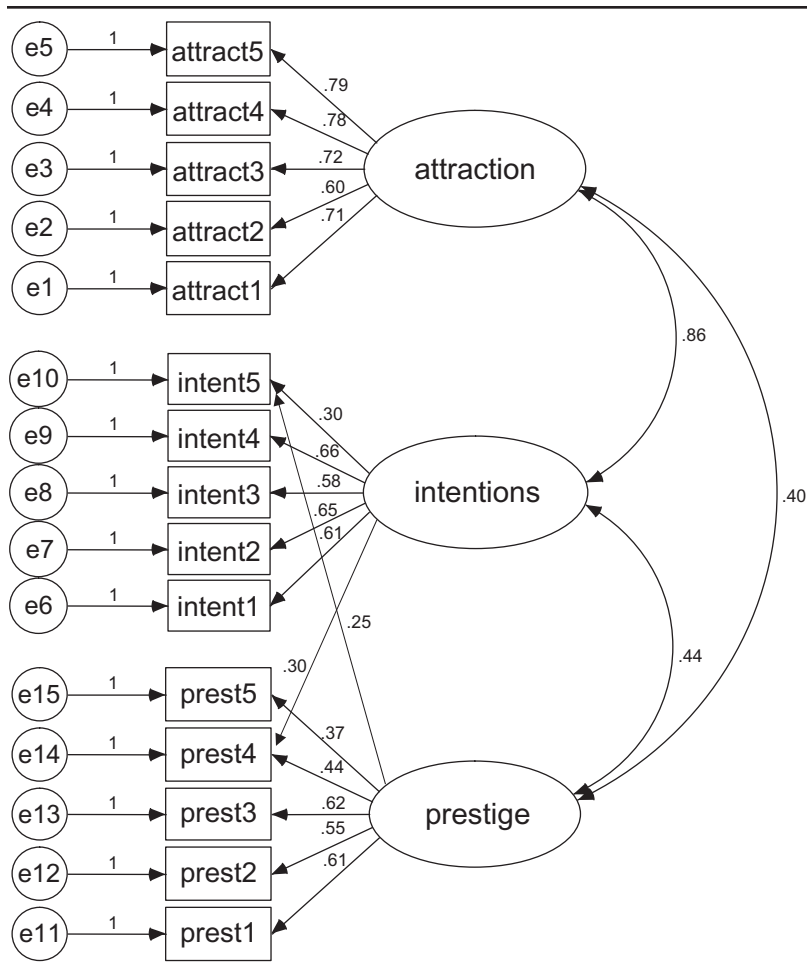 e5 1 attract5
.79
e4 1 attract4
.78
e3 1 attract3 .72 attraction
.60
e2 1 attract2 .71
e1 1 attract1
.86
e10 1 intent5
.30
e9 1 intent4
.66
e8 1 intent3 .58 intentions .40
.65
e7 1 intent2 .61
e6 1 intent1
.25
.44
.30
e15 1 prest5
.37
e14 1 prest4
.44
e13 1 prest3 .62 prestige
.55
e12 1 prest2 .61
e11 1 prest1